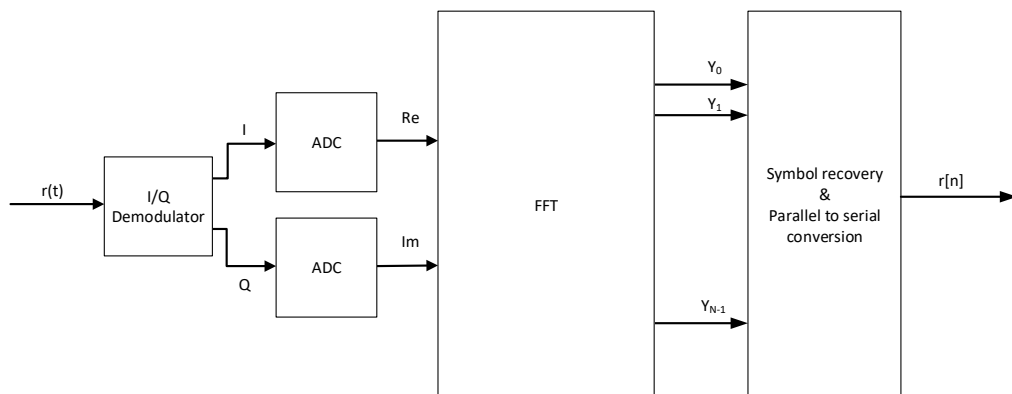 r(t)
I/Q
Demodulator
I
Q
ADC
ADC
Re
Im
FFT
Y₀
Y₁
Yₙ₋₁
Symbol recovery
&
Parallel to serial
conversion
r[n]